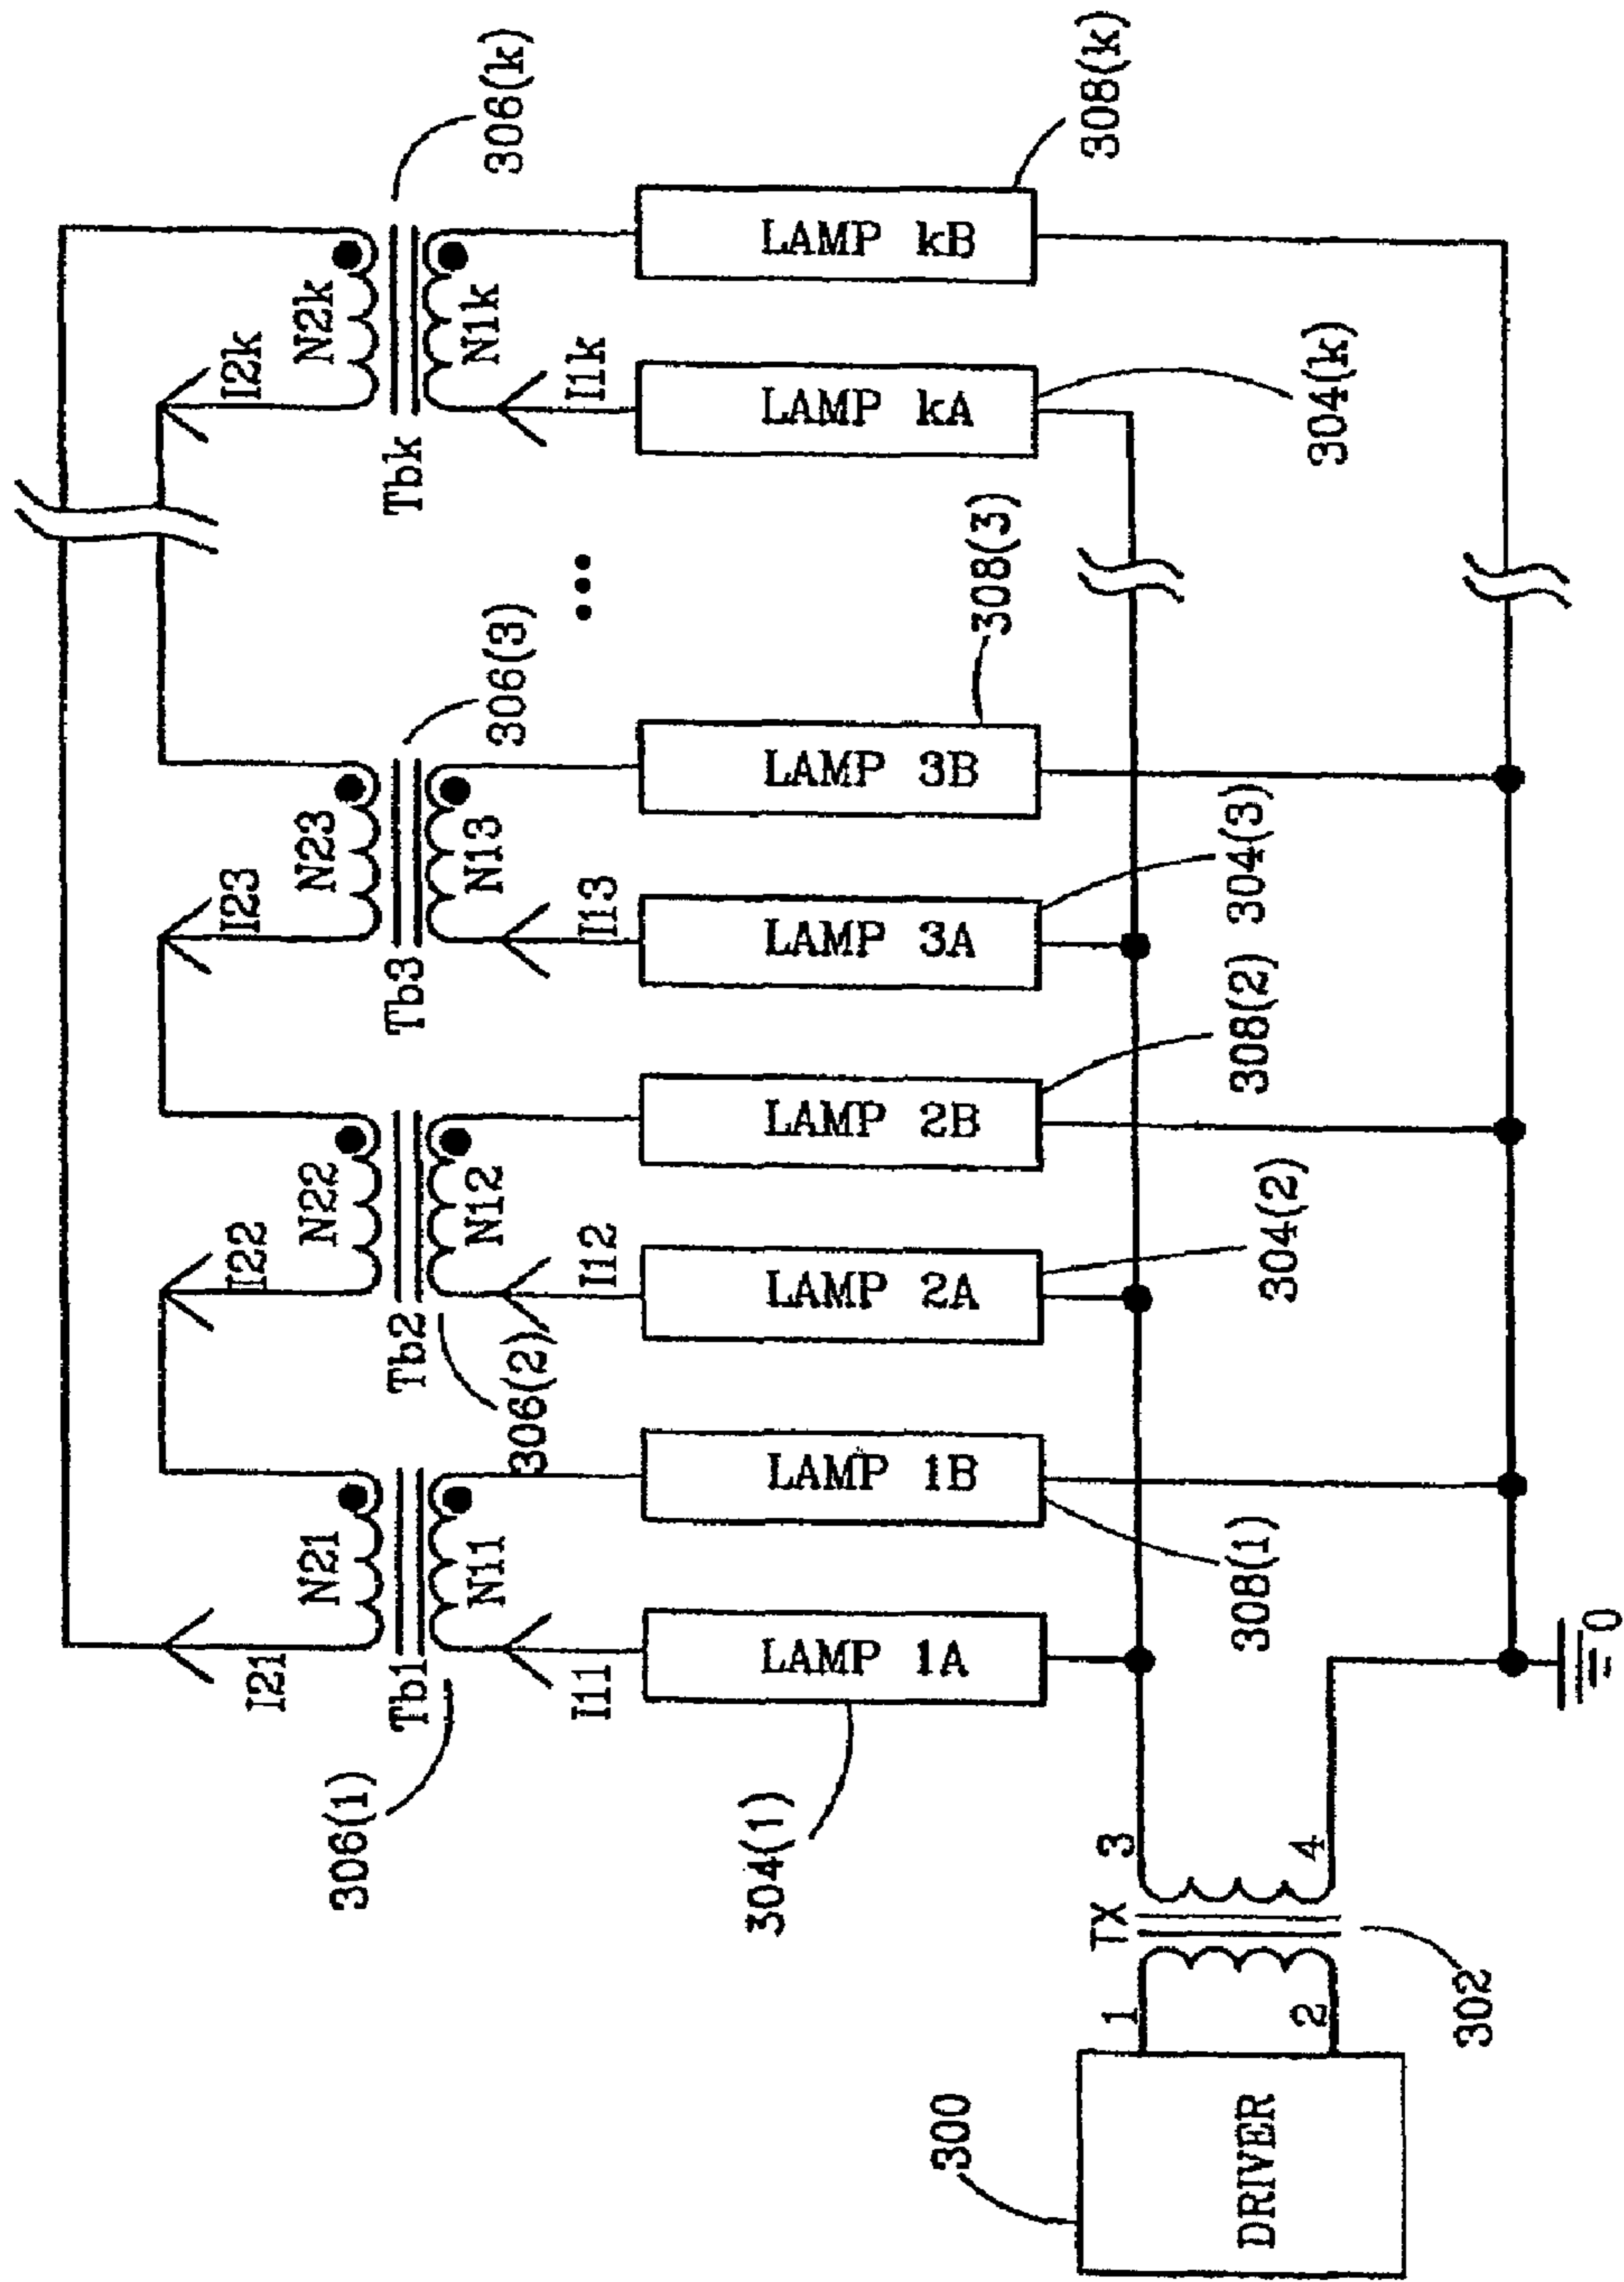 306(k)
I2k
N2k
N1k
Tbk
I1k
LAMP kB
308(k)
LAMP kA
304(k)
306(3)
...
I23
N23
N13
Tb3
I13
LAMP 3B
308(3)
LAMP 3A
304(3)
I22
N22
N12
Tb2
306(2)
I12
LAMP 2B
308(2)
LAMP 2A
304(2)
I21
N21
N11
Tb1
306(1)
I11
LAMP 1B
308(1)
LAMP 1A
304(1)
0
TX
3
4
1
2
302
300
DRIVER